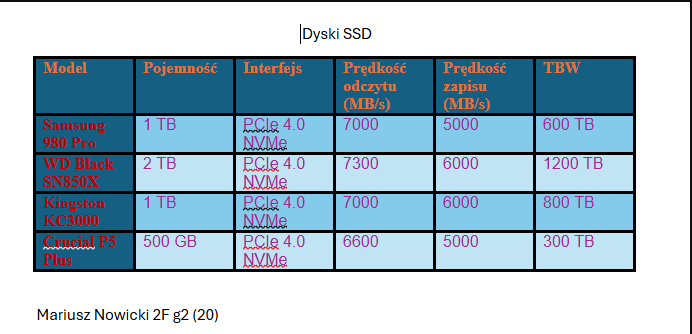 Dyski SSD
Model Pojemność Interfejs Prędkość odczytu (MB/s) Prędkość zapisu (MB/s) TBW
Samsung 980 Pro 1 TB PCIe 4.0 NVMe 7000 5000 600 TB
WD Black SN850X 2 TB PCIe 4.0 NVMe 7300 6000 1200 TB
Kingston KC3000 1 TB PCIe 4.0 NVMe 7000 6000 800 TB
Crucial P5 Plus 500 GB PCIe 4.0 NVMe 6600 5000 300 TB
Mariusz Nowicki 2F g2 (20)